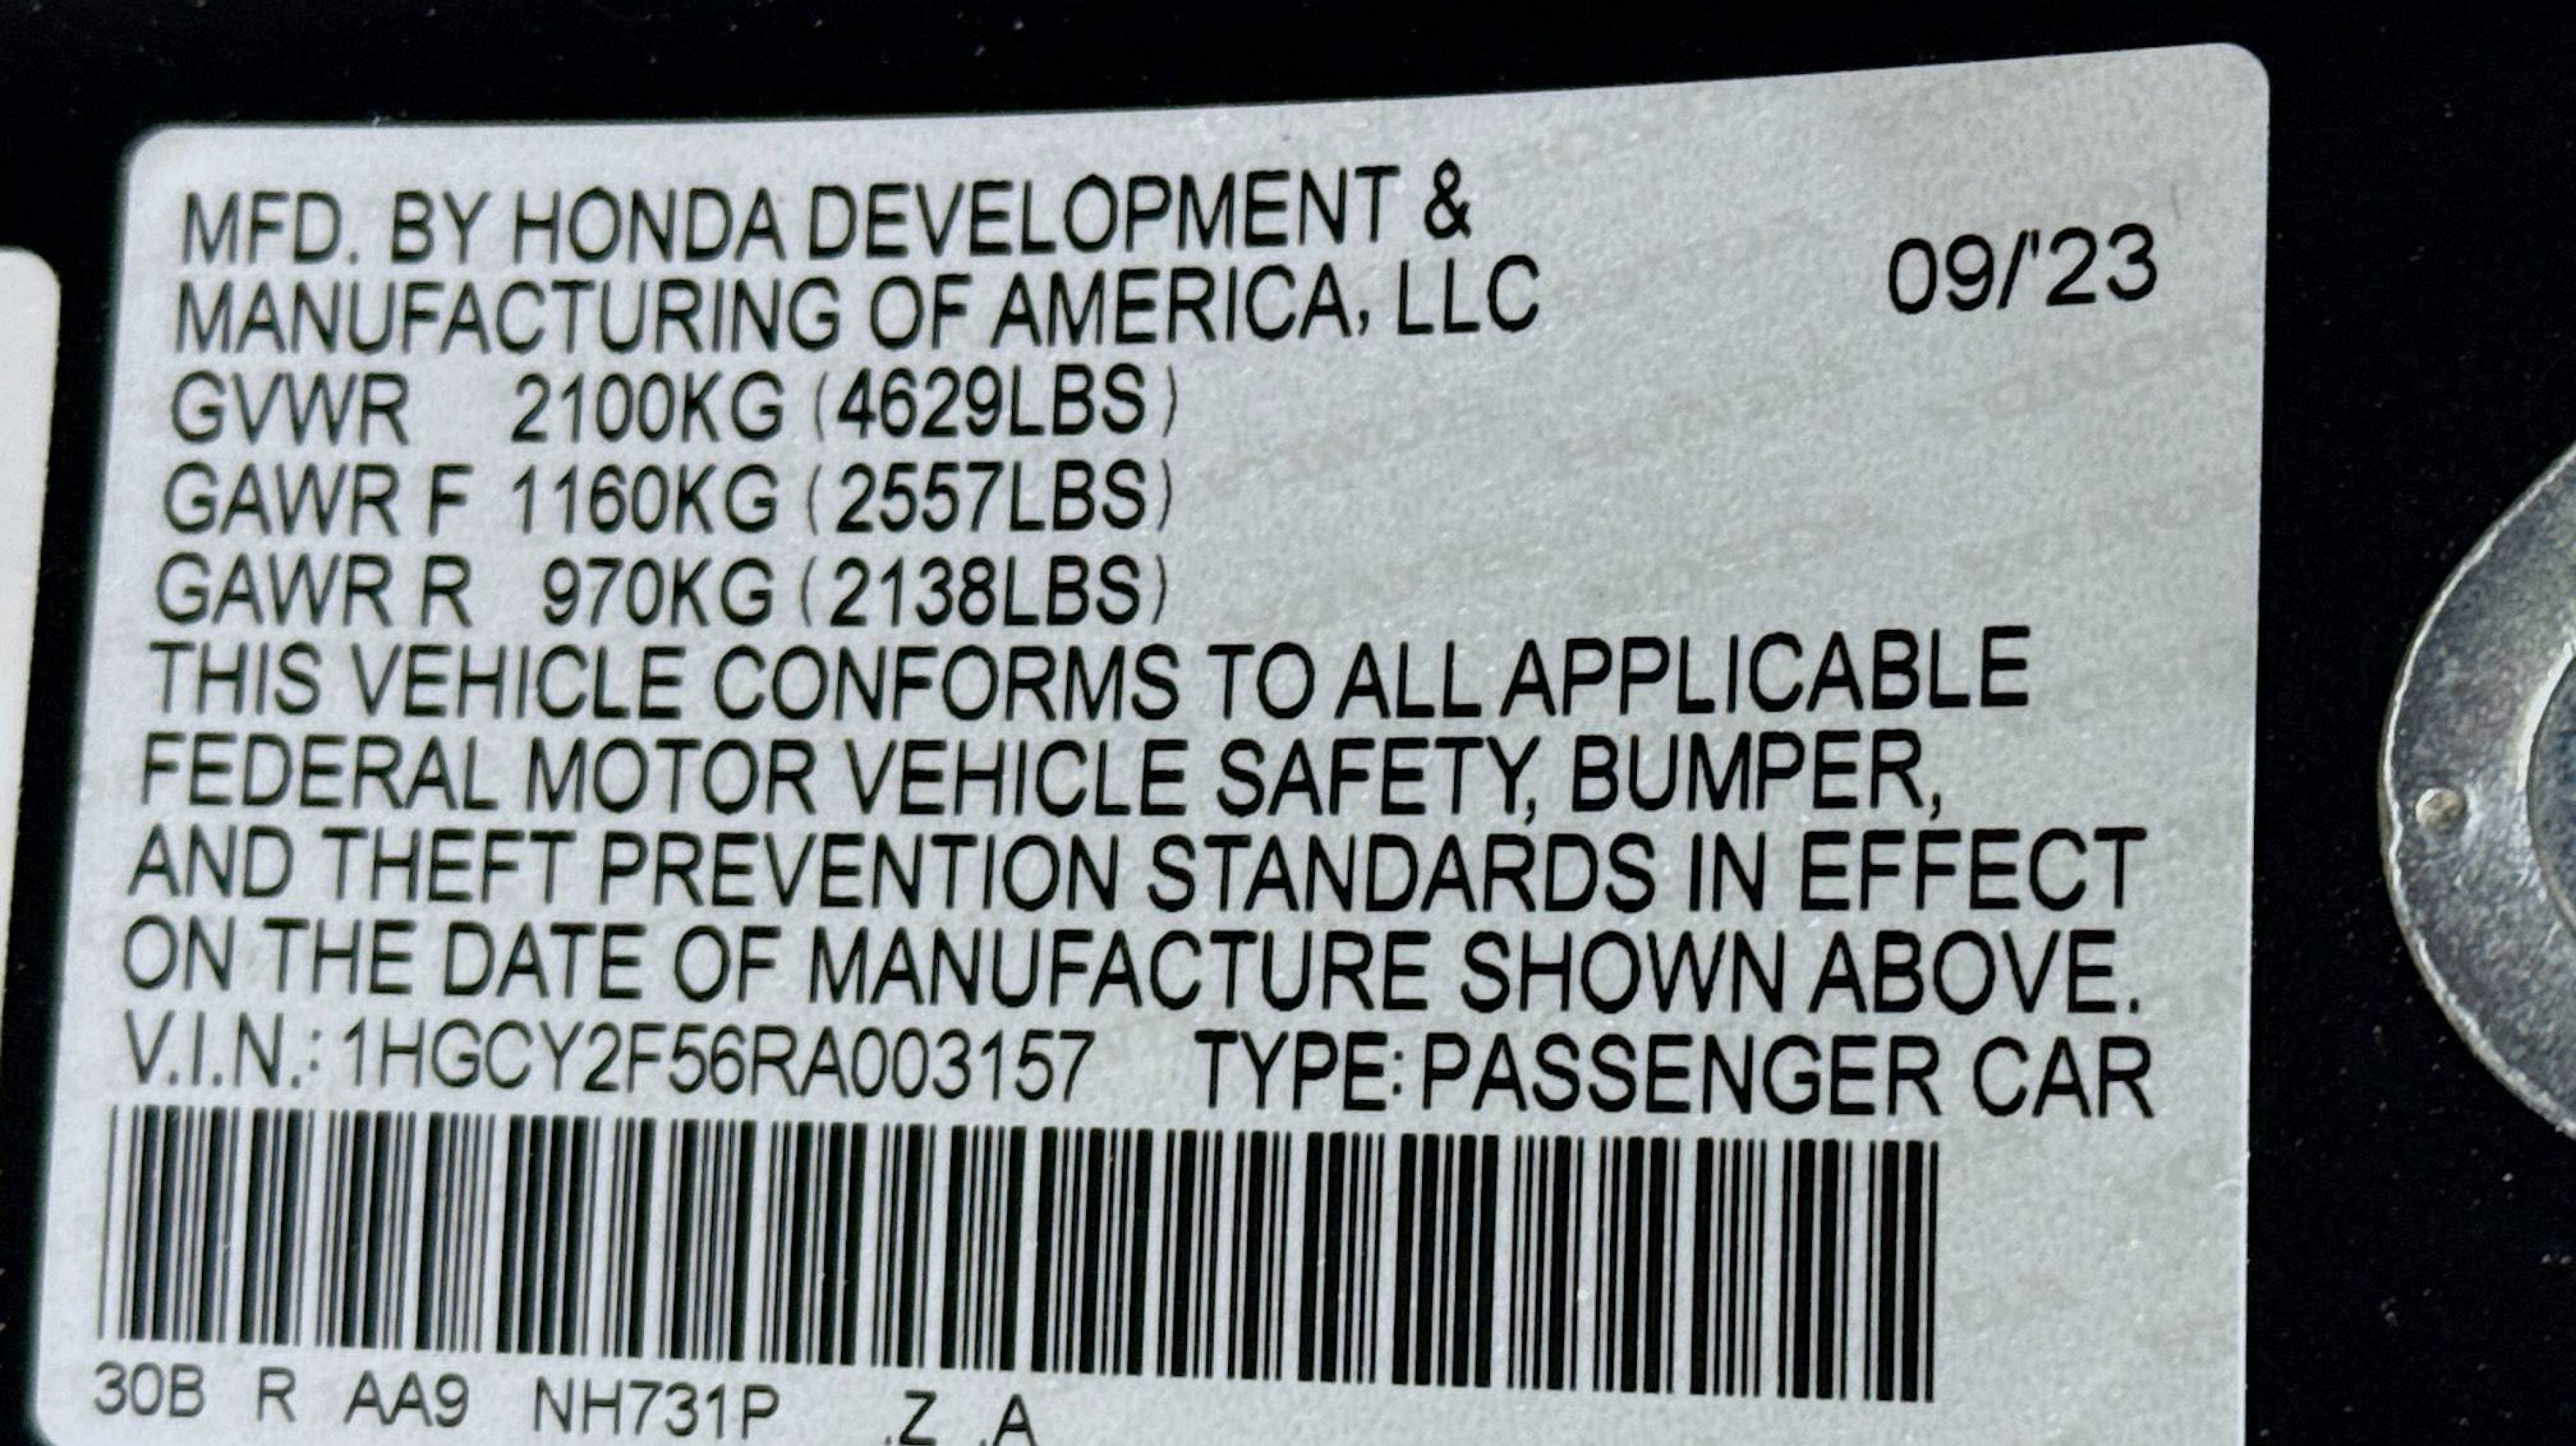 MFD. BY HONDA DEVELOPMENT &
MANUFACTURING OF AMERICA, LLC
09/'23
GVWR 2100KG (4629LBS)
GAWR F 1160KG (2557LBS)
GAWR R 970KG (2138LBS)
THIS VEHICLE CONFORMS TO ALL APPLICABLE
FEDERAL MOTOR VEHICLE SAFETY, BUMPER,
AND THEFT PREVENTION STANDARDS IN EFFECT
ON THE DATE OF MANUFACTURE SHOWN ABOVE.
V.I.N.: 1HGCY2F56RA003157 TYPE: PASSENGER CAR
30B R AA9 NH731P .Z .A